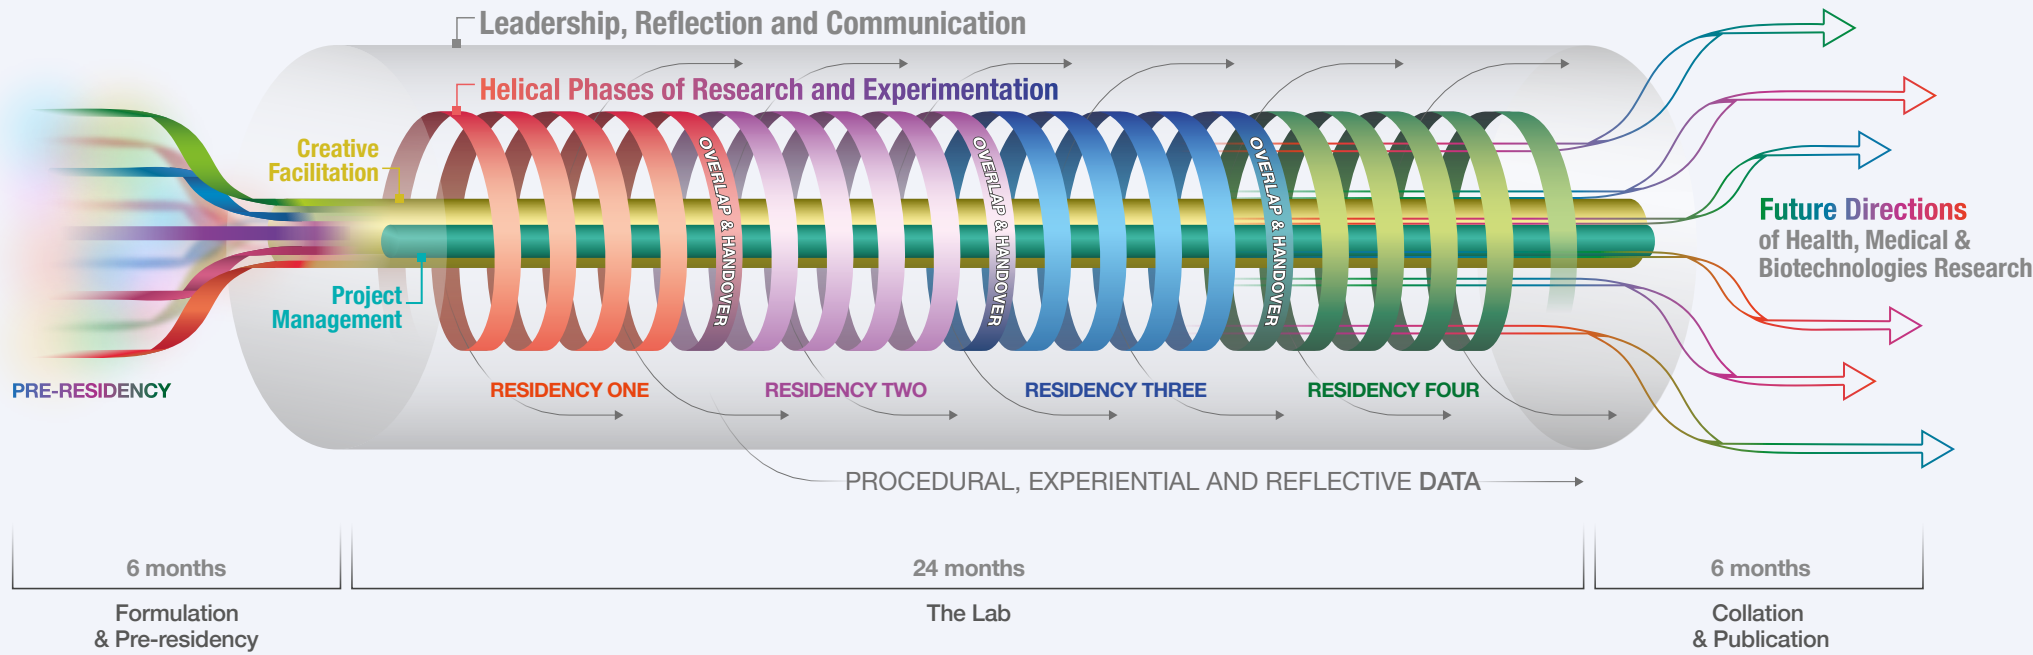 Leadership, Reflection and Communication
Helical Phases of Research and Experimentation
Creative
Facilitation
Project
Management
OVERLAP & HANDOVER
OVERLAP & HANDOVER
OVERLAP & HANDOVER
Future Directions
of Health, Medical &
Biotechnologies Research
PRE-RESIDENCY
RESIDENCY ONE
RESIDENCY TWO
RESIDENCY THREE
RESIDENCY FOUR
PROCEDURAL, EXPERIENTIAL AND REFLECTIVE DATA
6 months
24 months
6 months
Formulation
& Pre-residency
The Lab
Collation
& Publication